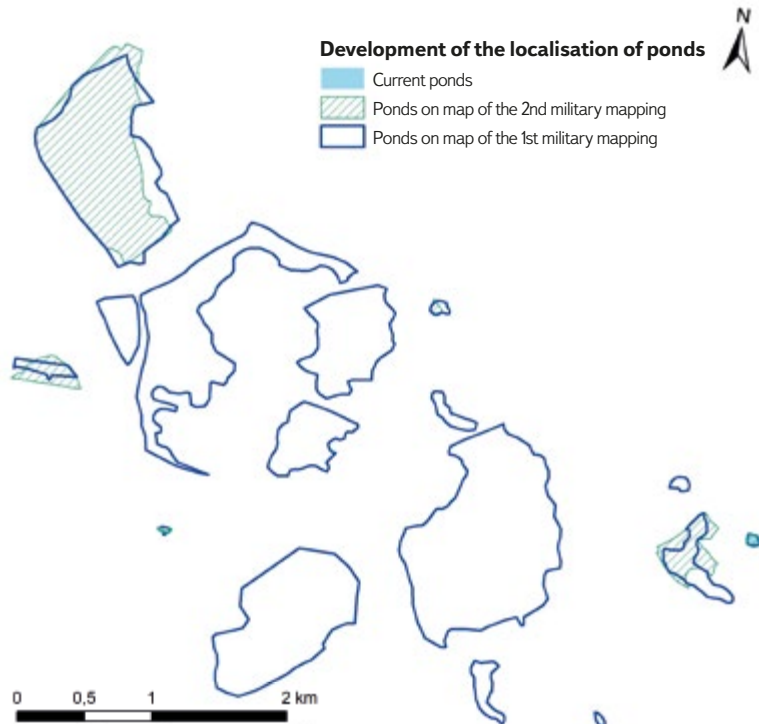 N
Development of the localisation of ponds
Current ponds
Ponds on map of the 2nd military mapping
Ponds on map of the 1st military mapping
0 0,5 1 2 km